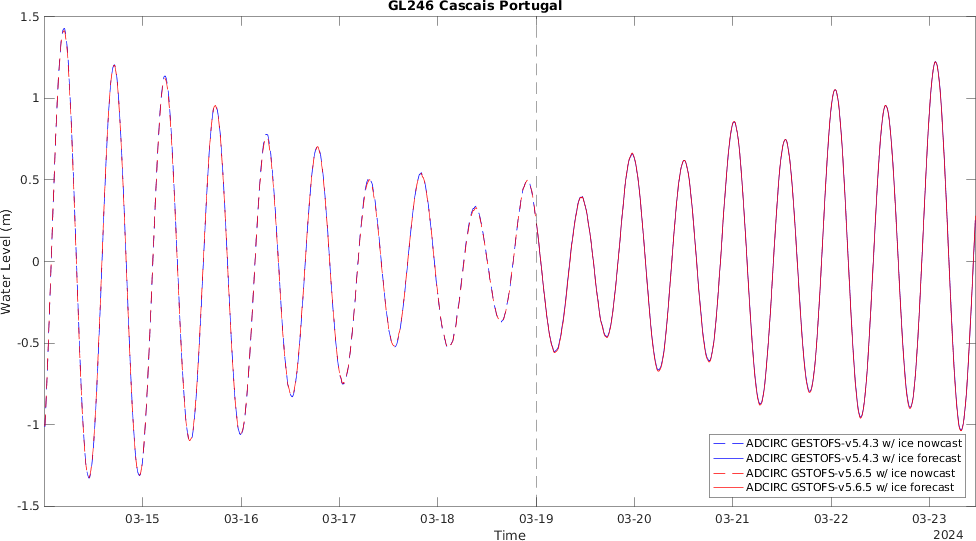 GL246 Cascais Portugal
1.5
1
0.5
0
-0.5
-1
-1.5
Water Level (m)
03-15
03-16
03-17
03-18
03-19
03-20
03-21
03-22
03-23
Time
2024
ADCIRC GESTOFS-v5.4.3 w/ ice nowcast
ADCIRC GESTOFS-v5.4.3 w/ ice forecast
ADCIRC GSTOFS-v5.6.5 w/ ice nowcast
ADCIRC GSTOFS-v5.6.5 w/ ice forecast